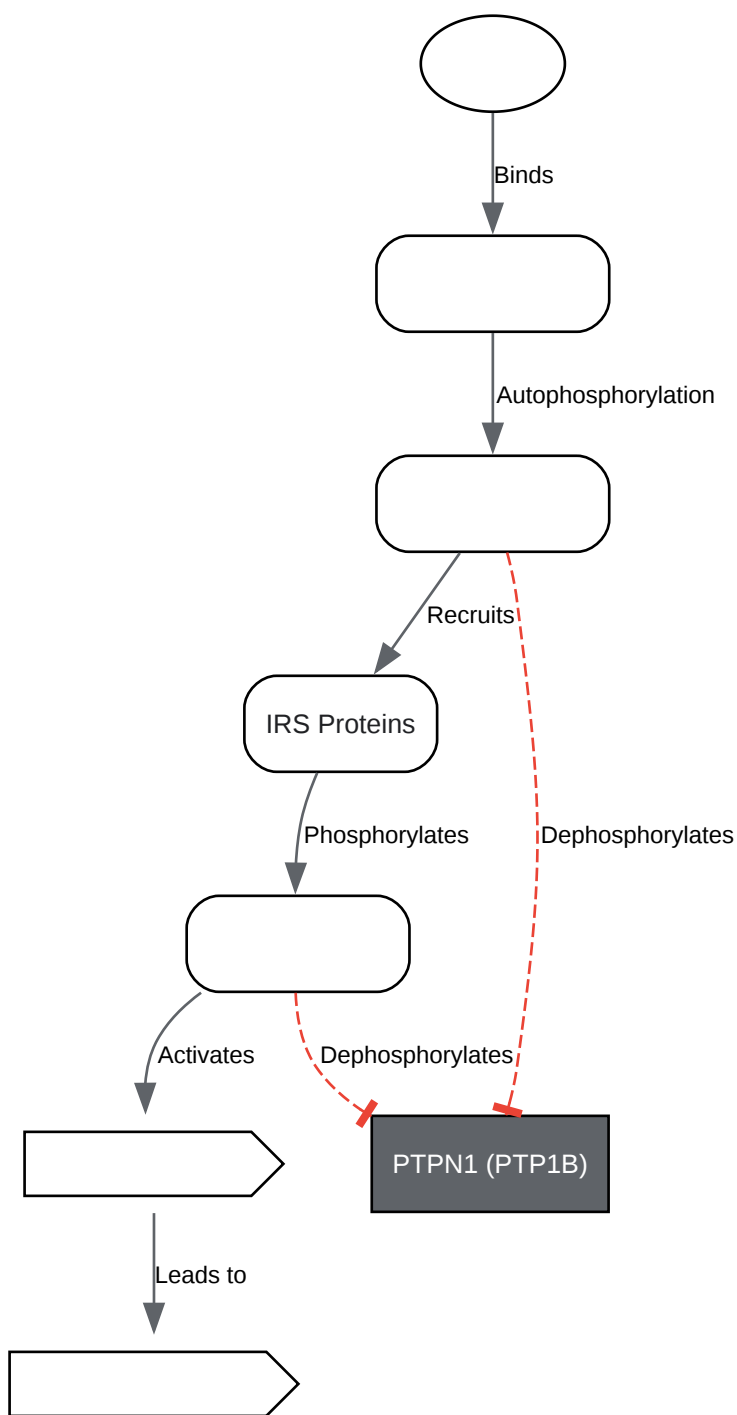 Binds
Autophosphorylation
Recruits
IRS Proteins
Phosphorylates
Dephosphorylates
Activates
Dephosphorylates
PTPN1 (PTP1B)
Leads to